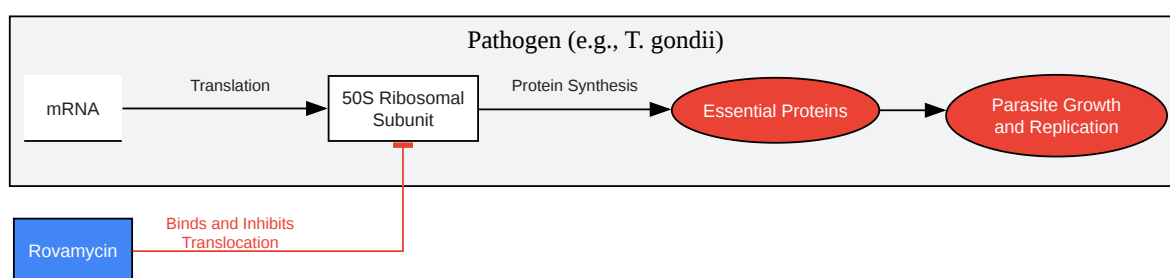 Pathogen (e.g., T. gondii)
mRNA
Translation
50S Ribosomal
Subunit
Protein Synthesis
Essential Proteins
Parasite Growth
and Replication
Rovamycin
Binds and Inhibits
Translocation